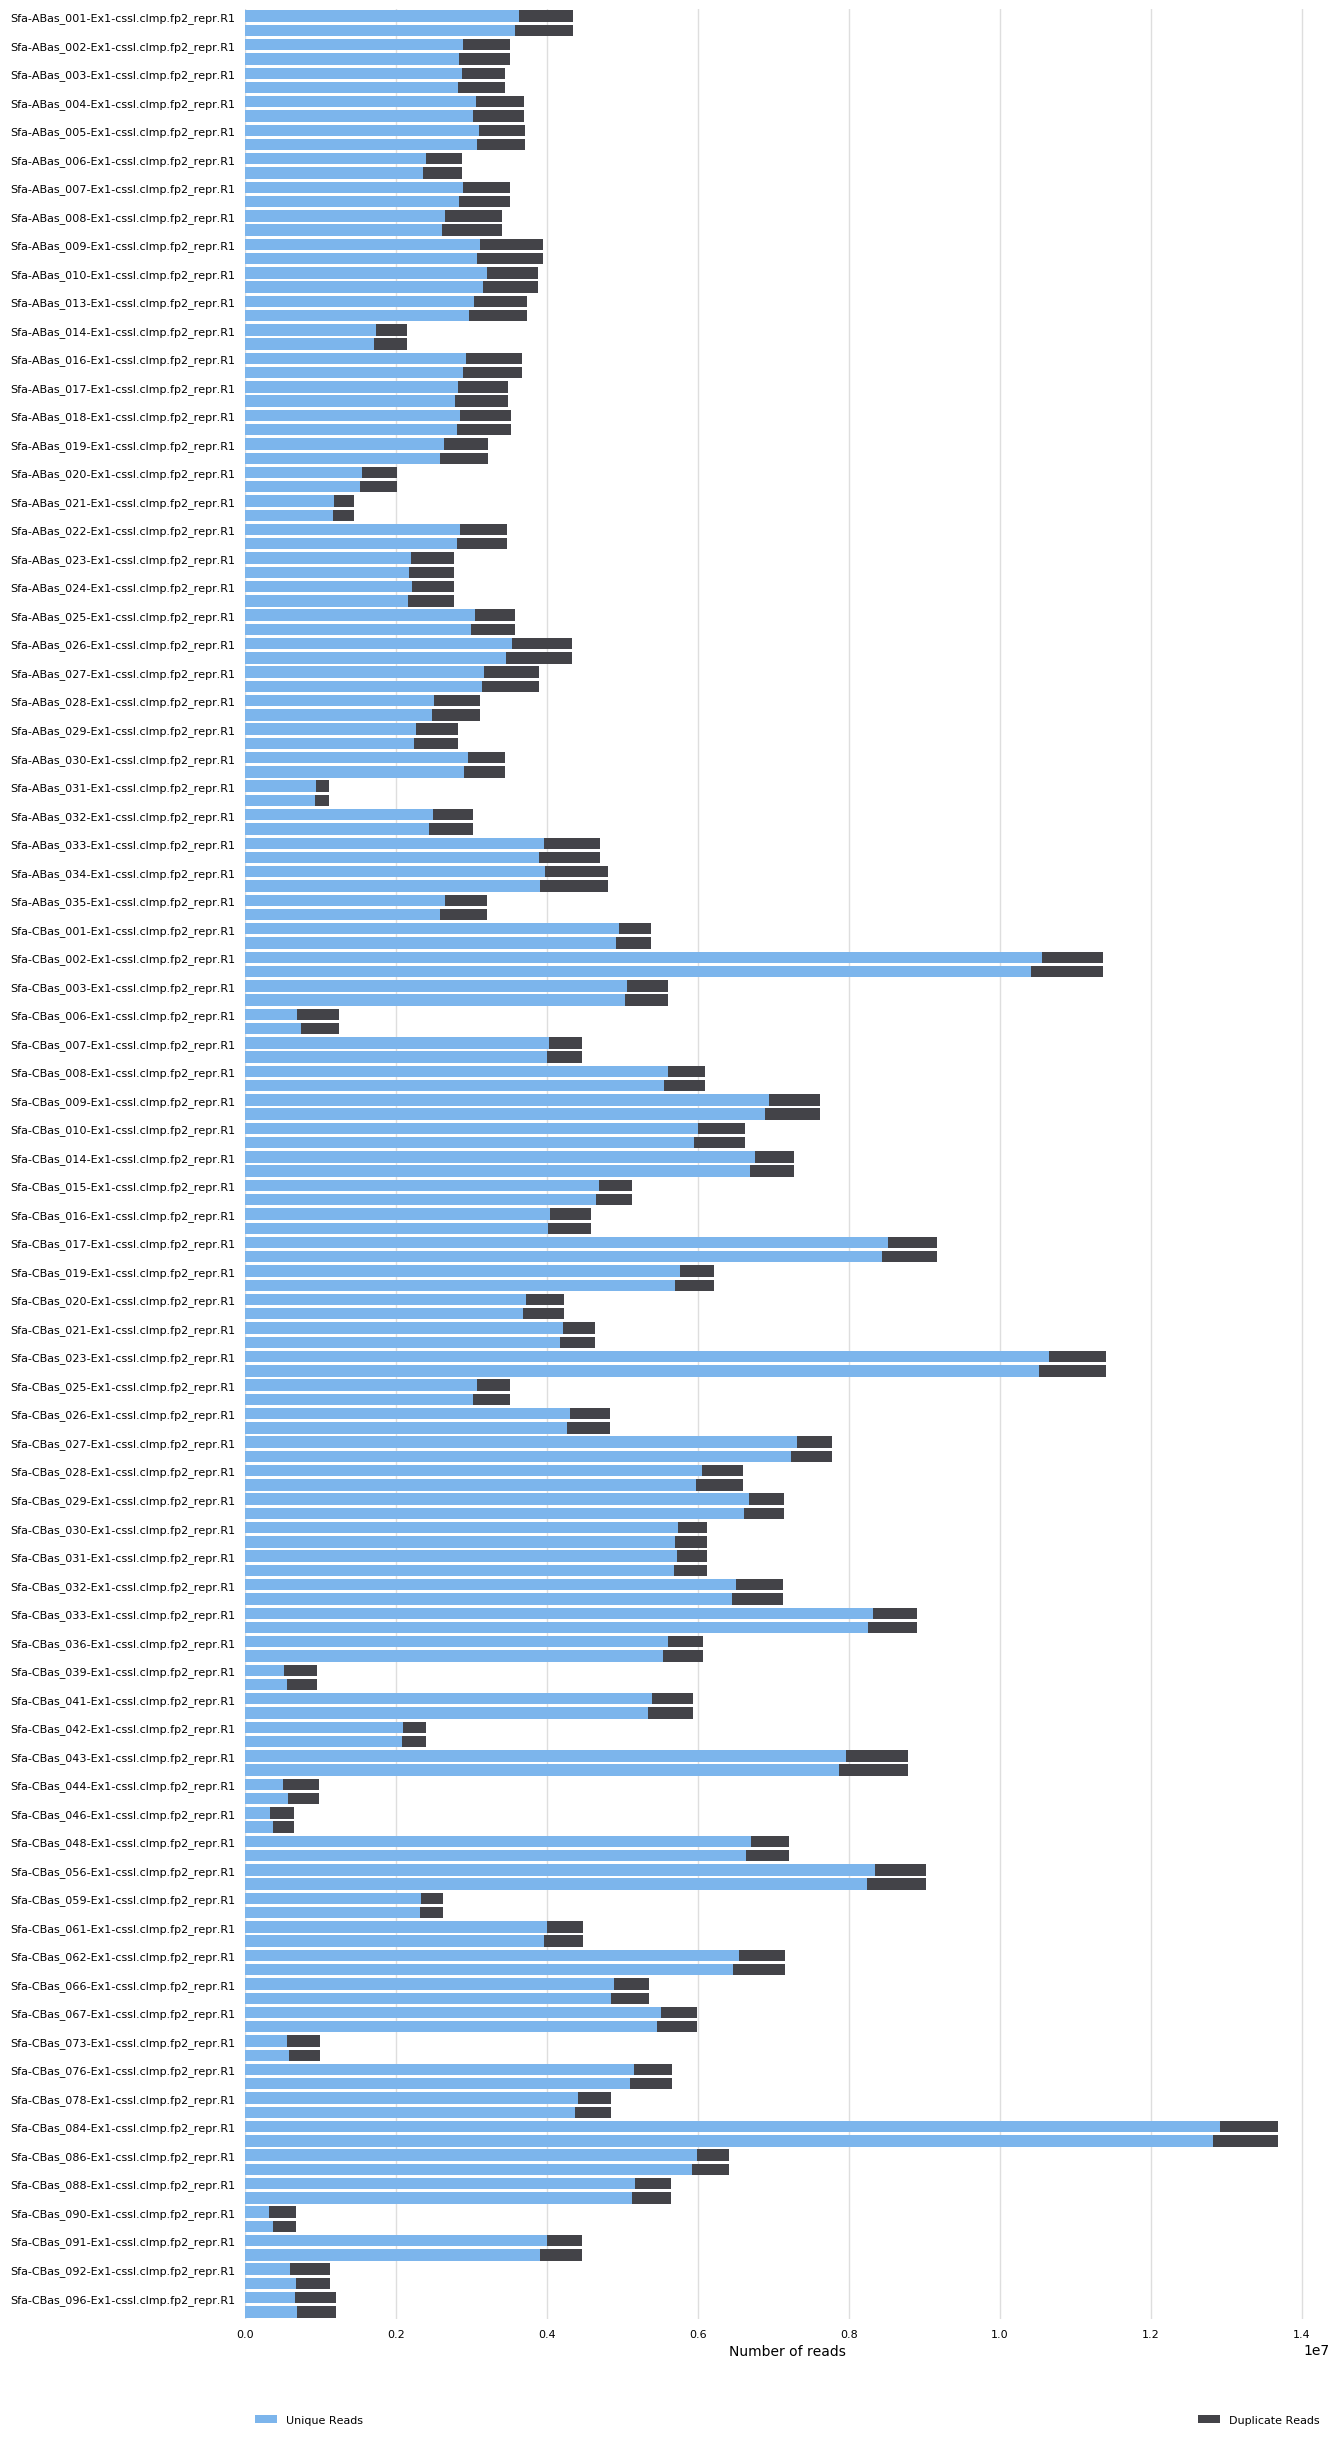 Sfa-ABas_001-Ex1-cssl.clmp.fp2_repr.R1
Sfa-ABas_002-Ex1-cssl.clmp.fp2_repr.R1
Sfa-ABas_003-Ex1-cssl.clmp.fp2_repr.R1
Sfa-ABas_004-Ex1-cssl.clmp.fp2_repr.R1
Sfa-ABas_005-Ex1-cssl.clmp.fp2_repr.R1
Sfa-ABas_006-Ex1-cssl.clmp.fp2_repr.R1
Sfa-ABas_007-Ex1-cssl.clmp.fp2_repr.R1
Sfa-ABas_008-Ex1-cssl.clmp.fp2_repr.R1
Sfa-ABas_009-Ex1-cssl.clmp.fp2_repr.R1
Sfa-ABas_010-Ex1-cssl.clmp.fp2_repr.R1
Sfa-ABas_013-Ex1-cssl.clmp.fp2_repr.R1
Sfa-ABas_014-Ex1-cssl.clmp.fp2_repr.R1
Sfa-ABas_016-Ex1-cssl.clmp.fp2_repr.R1
Sfa-ABas_017-Ex1-cssl.clmp.fp2_repr.R1
Sfa-ABas_018-Ex1-cssl.clmp.fp2_repr.R1
Sfa-ABas_019-Ex1-cssl.clmp.fp2_repr.R1
Sfa-ABas_020-Ex1-cssl.clmp.fp2_repr.R1
Sfa-ABas_021-Ex1-cssl.clmp.fp2_repr.R1
Sfa-ABas_022-Ex1-cssl.clmp.fp2_repr.R1
Sfa-ABas_023-Ex1-cssl.clmp.fp2_repr.R1
Sfa-ABas_024-Ex1-cssl.clmp.fp2_repr.R1
Sfa-ABas_025-Ex1-cssl.clmp.fp2_repr.R1
Sfa-ABas_026-Ex1-cssl.clmp.fp2_repr.R1
Sfa-ABas_027-Ex1-cssl.clmp.fp2_repr.R1
Sfa-ABas_028-Ex1-cssl.clmp.fp2_repr.R1
Sfa-ABas_029-Ex1-cssl.clmp.fp2_repr.R1
Sfa-ABas_030-Ex1-cssl.clmp.fp2_repr.R1
Sfa-ABas_031-Ex1-cssl.clmp.fp2_repr.R1
Sfa-ABas_032-Ex1-cssl.clmp.fp2_repr.R1
Sfa-ABas_033-Ex1-cssl.clmp.fp2_repr.R1
Sfa-ABas_034-Ex1-cssl.clmp.fp2_repr.R1
Sfa-ABas_035-Ex1-cssl.clmp.fp2_repr.R1
Sfa-CBas_001-Ex1-cssl.clmp.fp2_repr.R1
Sfa-CBas_002-Ex1-cssl.clmp.fp2_repr.R1
Sfa-CBas_003-Ex1-cssl.clmp.fp2_repr.R1
Sfa-CBas_006-Ex1-cssl.clmp.fp2_repr.R1
Sfa-CBas_007-Ex1-cssl.clmp.fp2_repr.R1
Sfa-CBas_008-Ex1-cssl.clmp.fp2_repr.R1
Sfa-CBas_009-Ex1-cssl.clmp.fp2_repr.R1
Sfa-CBas_010-Ex1-cssl.clmp.fp2_repr.R1
Sfa-CBas_014-Ex1-cssl.clmp.fp2_repr.R1
Sfa-CBas_015-Ex1-cssl.clmp.fp2_repr.R1
Sfa-CBas_016-Ex1-cssl.clmp.fp2_repr.R1
Sfa-CBas_017-Ex1-cssl.clmp.fp2_repr.R1
Sfa-CBas_019-Ex1-cssl.clmp.fp2_repr.R1
Sfa-CBas_020-Ex1-cssl.clmp.fp2_repr.R1
Sfa-CBas_021-Ex1-cssl.clmp.fp2_repr.R1
Sfa-CBas_023-Ex1-cssl.clmp.fp2_repr.R1
Sfa-CBas_025-Ex1-cssl.clmp.fp2_repr.R1
Sfa-CBas_026-Ex1-cssl.clmp.fp2_repr.R1
Sfa-CBas_027-Ex1-cssl.clmp.fp2_repr.R1
Sfa-CBas_028-Ex1-cssl.clmp.fp2_repr.R1
Sfa-CBas_029-Ex1-cssl.clmp.fp2_repr.R1
Sfa-CBas_030-Ex1-cssl.clmp.fp2_repr.R1
Sfa-CBas_031-Ex1-cssl.clmp.fp2_repr.R1
Sfa-CBas_032-Ex1-cssl.clmp.fp2_repr.R1
Sfa-CBas_033-Ex1-cssl.clmp.fp2_repr.R1
Sfa-CBas_036-Ex1-cssl.clmp.fp2_repr.R1
Sfa-CBas_039-Ex1-cssl.clmp.fp2_repr.R1
Sfa-CBas_041-Ex1-cssl.clmp.fp2_repr.R1
Sfa-CBas_042-Ex1-cssl.clmp.fp2_repr.R1
Sfa-CBas_043-Ex1-cssl.clmp.fp2_repr.R1
Sfa-CBas_044-Ex1-cssl.clmp.fp2_repr.R1
Sfa-CBas_046-Ex1-cssl.clmp.fp2_repr.R1
Sfa-CBas_048-Ex1-cssl.clmp.fp2_repr.R1
Sfa-CBas_056-Ex1-cssl.clmp.fp2_repr.R1
Sfa-CBas_059-Ex1-cssl.clmp.fp2_repr.R1
Sfa-CBas_061-Ex1-cssl.clmp.fp2_repr.R1
Sfa-CBas_062-Ex1-cssl.clmp.fp2_repr.R1
Sfa-CBas_066-Ex1-cssl.clmp.fp2_repr.R1
Sfa-CBas_067-Ex1-cssl.clmp.fp2_repr.R1
Sfa-CBas_073-Ex1-cssl.clmp.fp2_repr.R1
Sfa-CBas_076-Ex1-cssl.clmp.fp2_repr.R1
Sfa-CBas_078-Ex1-cssl.clmp.fp2_repr.R1
Sfa-CBas_084-Ex1-cssl.clmp.fp2_repr.R1
Sfa-CBas_086-Ex1-cssl.clmp.fp2_repr.R1
Sfa-CBas_088-Ex1-cssl.clmp.fp2_repr.R1
Sfa-CBas_090-Ex1-cssl.clmp.fp2_repr.R1
Sfa-CBas_091-Ex1-cssl.clmp.fp2_repr.R1
Sfa-CBas_092-Ex1-cssl.clmp.fp2_repr.R1
Sfa-CBas_096-Ex1-cssl.clmp.fp2_repr.R1
0.0 0.2 0.4 0.6 0.8 1.0 1.2 1.4
Number of reads 1e7
Unique Reads Duplicate Reads